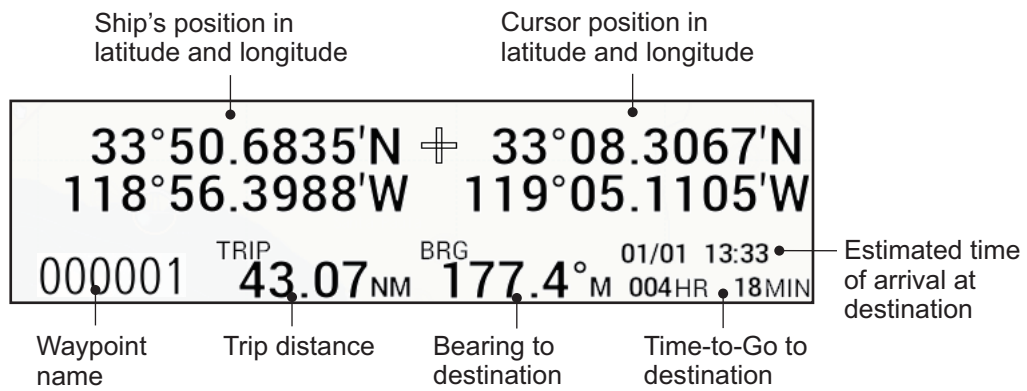 Ship's position in
latitude and longitude
Cursor position in
latitude and longitude
33°50.6835'N
118°56.3988'W
33°08.3067'N
119°05.1105'W
000001
TRIP
43.07NM
BRG
177.4°M
01/01 13:33
004HR 18MIN
Estimated time
of arrival at
destination
Waypoint
name
Trip distance
Bearing to
destination
Time-to-Go to
destination